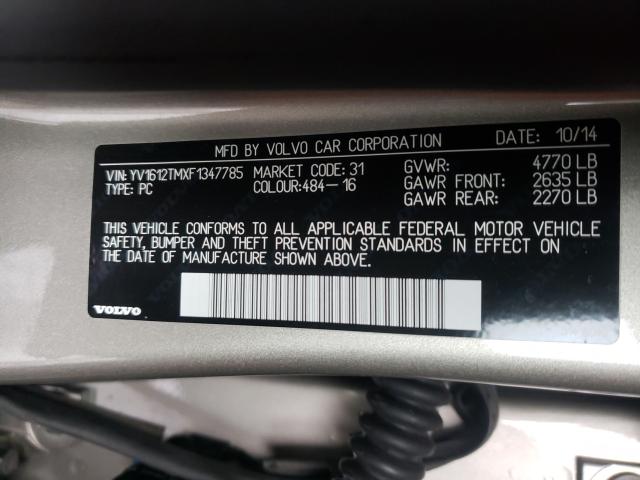 MFD BY VOLVO CAR CORPORATION DATE: 10/14
VIN: YV1612TMXF1347785 MARKET CODE: 31 GVWR: 4770 LB
TYPE: PC COLOUR:484-16 GAWR FRONT: 2635 LB
GAWR REAR: 2270 LB
THIS VEHICLE CONFORMS TO ALL APPLICABLE FEDERAL MOTOR VEHICLE
SAFETY, BUMPER AND THEFT PREVENTION STANDARDS IN EFFECT ON
THE DATE OF MANUFACTURE SHOWN ABOVE.
VOLVO